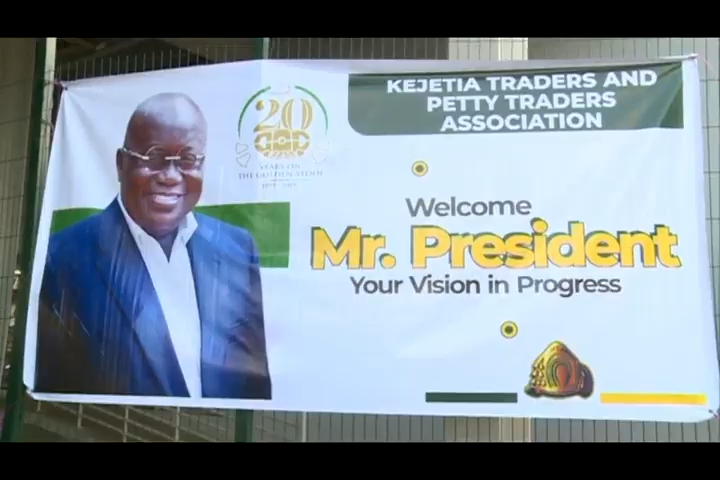 KEJETIA TRADERS AND
PETTY TRADERS
ASSOCIATION
20
YEARS ON
THE GOLDEN STOOL
Welcome
Mr. President
Your Vision in Progress